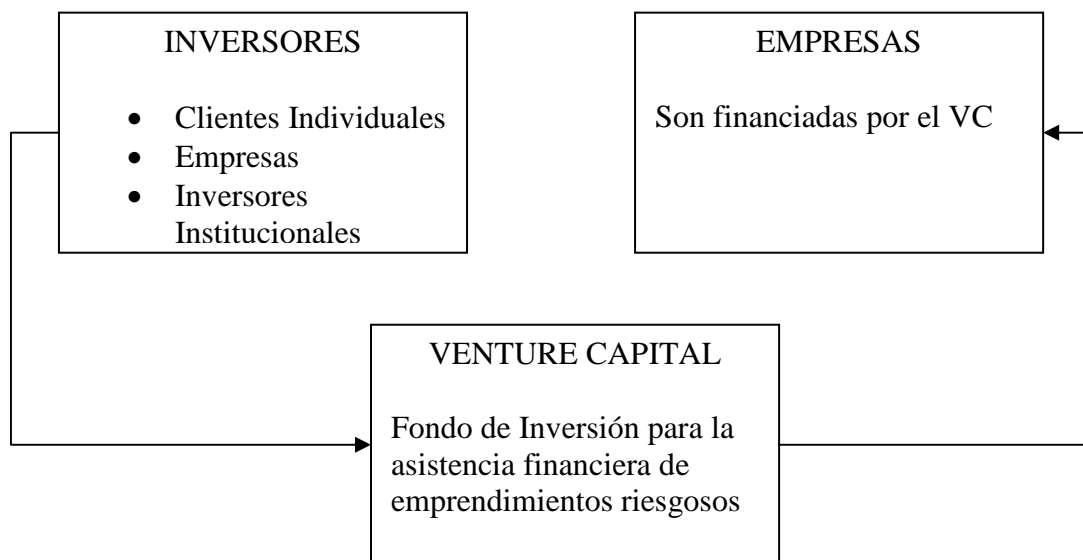 INVERSORES
• Clientes Individuales
• Empresas
• Inversores
Institucionales
EMPRESAS
Son financiadas por el VC
VENTURE CAPITAL
Fondo de Inversión para la
asistencia financiera de
emprendimientos riesgosos